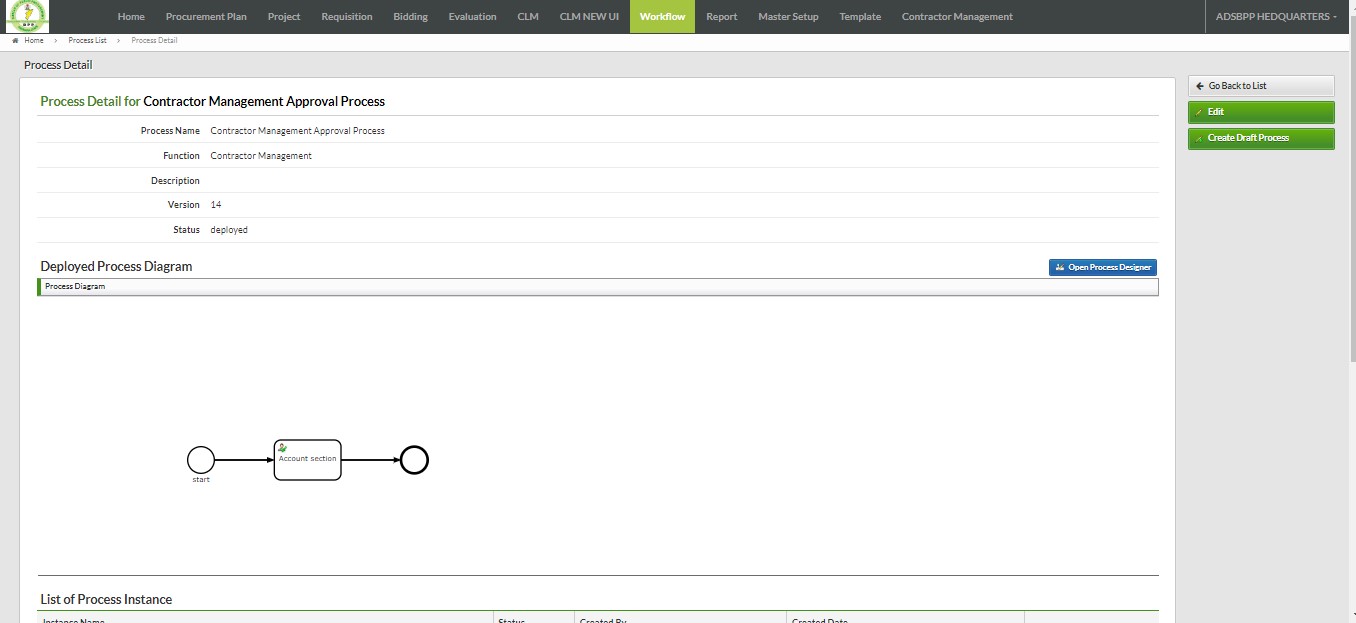 Home Procurement Plan Project Requisition Bidding Evaluation CLM CLM NEW UI Workflow Report Master Setup Template Contractor Management ADSBPP HEDQUARTERS
Home > Process List > Process Detail
Process Detail
Go Back to List
Process Detail for Contractor Management Approval Process
Edit
Process Name Contractor Management Approval Process
Create Draft Process
Function Contractor Management
Description
Version 14
Status deployed
Deployed Process Diagram
Open Process Designer
Process Diagram
Account section
start
List of Process Instance
Instance Name Status Created By Created Date